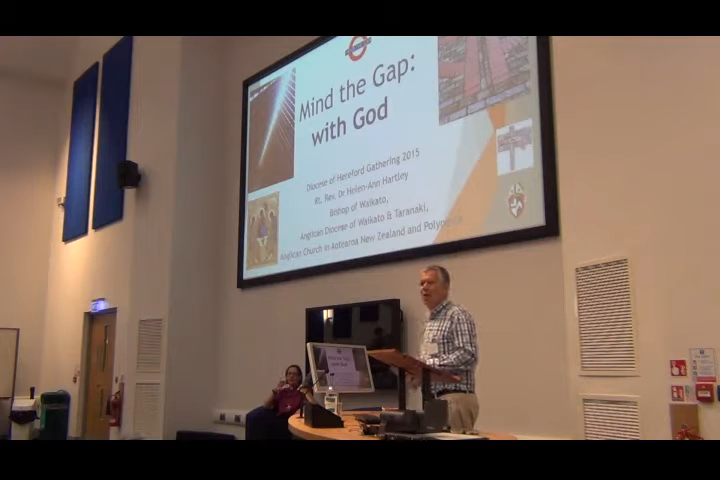 Mind the Gap:
with God
Diocese of Hereford Gathering 2015
Rt. Rev. Dr Helen-Ann Hartley
Bishop of Waikato,
Anglican Diocese of Waikato & Taranaki,
Anglican Church in Aotearoa New Zealand and Polynesia